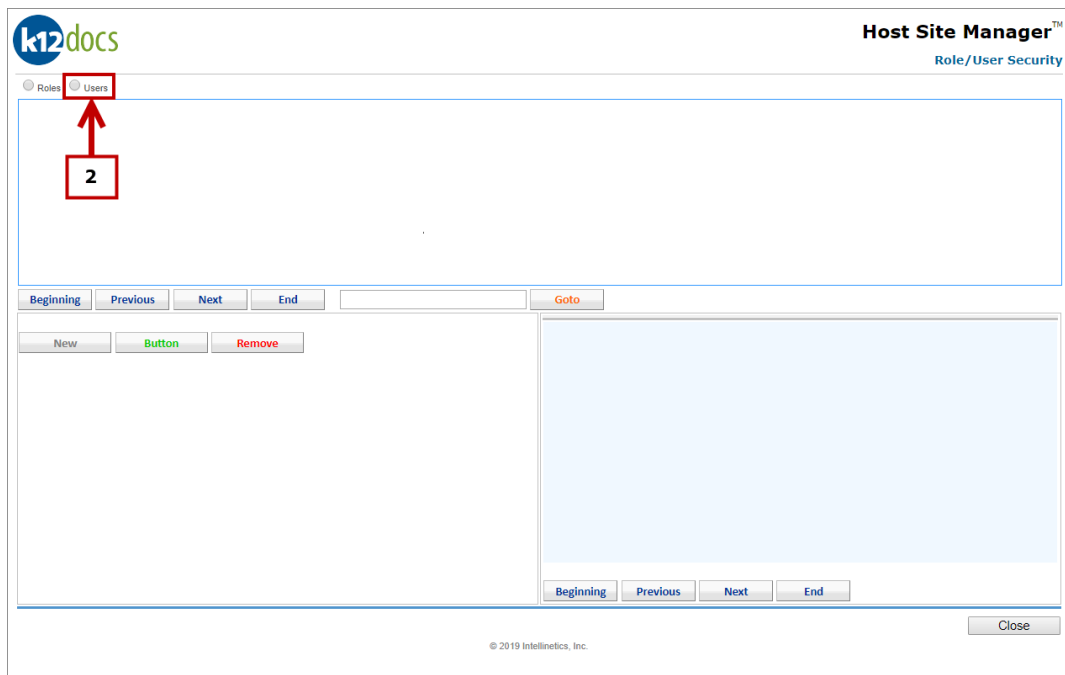 k12docs
Host Site Manager™
Role/User Security
Roles Users
2
Beginning Previous Next End Goto
New Button Remove
Beginning Previous Next End
Close
© 2019 Intellinetics, Inc.